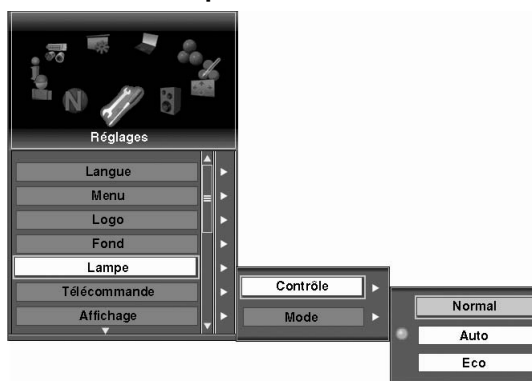 N
Réglages
Langue
Menu
Logo
Fond
Lampe
Télécommande
Affichage
Contrôle
Mode
Normal
Auto
Eco